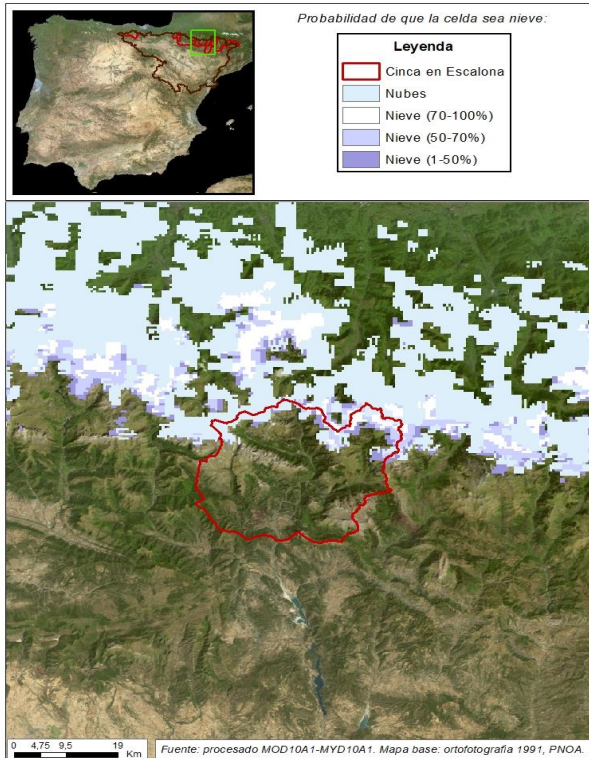 Probabilidad de que la celda sea nieve:
Leyenda
Cinca en Escalona
Nubes
Nieve (70-100%)
Nieve (50-70%)
Nieve (1-50%)
0 4,75 9,5 19
Km
Fuente: procesado MOD10A1-MYD10A1. Mapa base: ortofotografia 1991, PNOA.